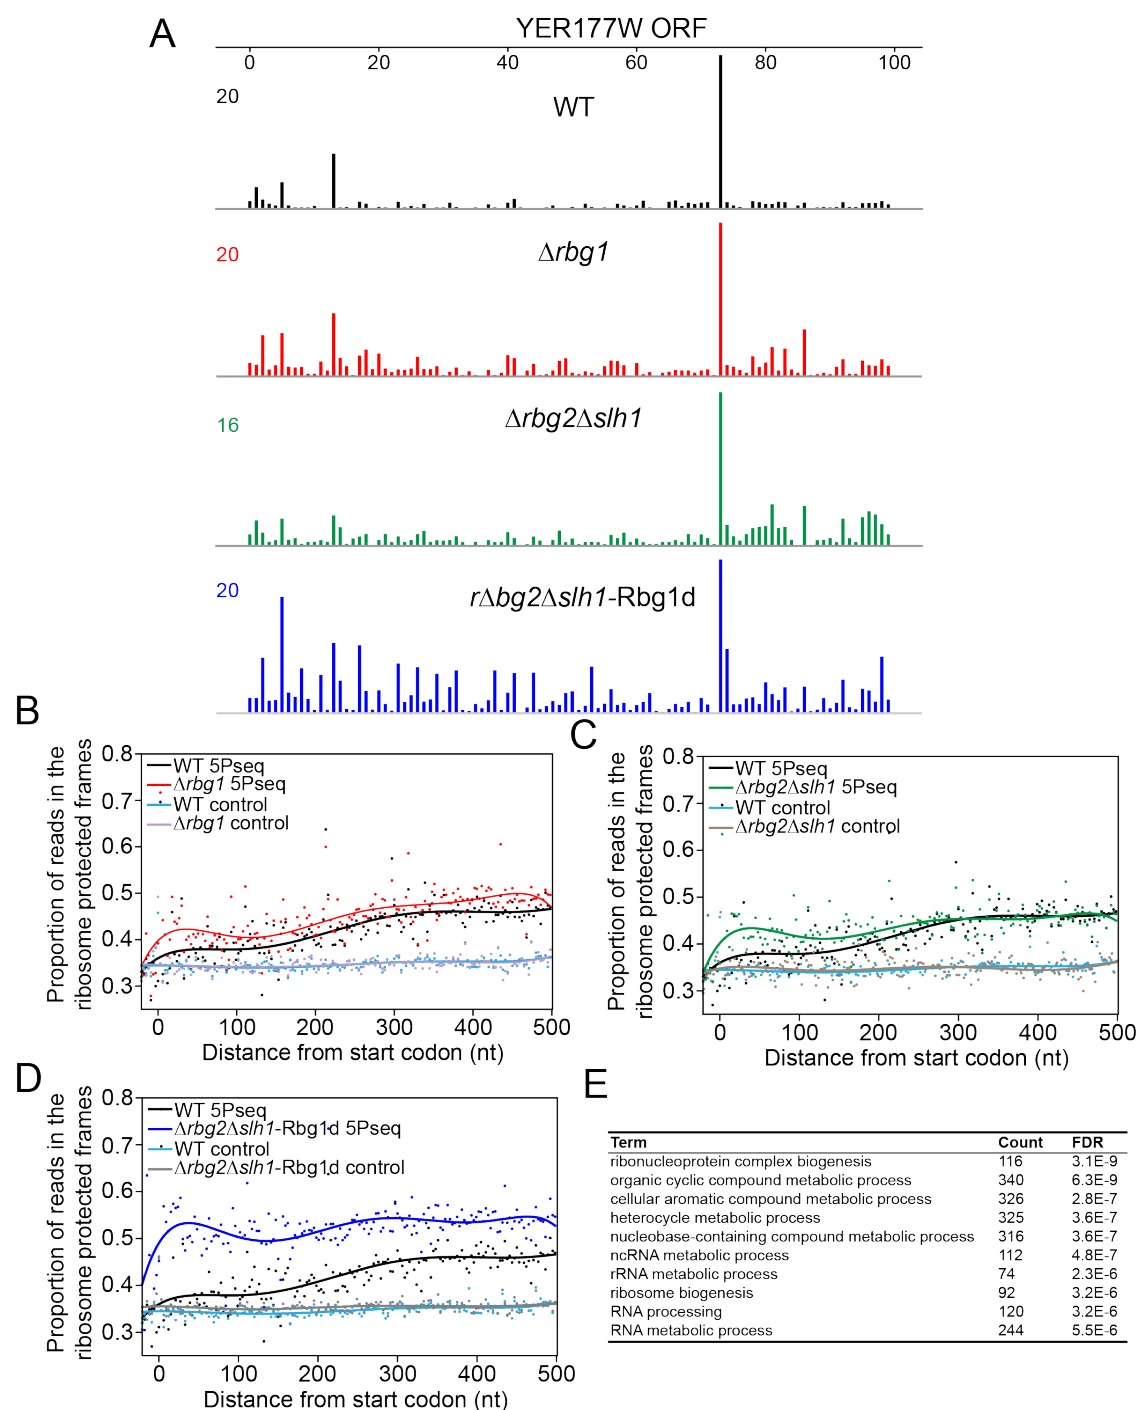 A
YER177W ORF
0 20 40 60 80 100
20
WT
20
Δrbg1
16
Δrbg2Δslh1
20
rΔbg2Δslh1-Rbg1d
B
Proportion of reads in the
ribosome protected frames
0.8
0.7
0.6
0.5
0.4
0.3
WT 5Pseq
Δrbg1 5Pseq
WT control
Δrbg1 control
0 100 200 300 400 500
Distance from start codon (nt)
C
Proportion of reads in the
ribosome protected frames
0.8
0.7
0.6
0.5
0.4
0.3
WT 5Pseq
Δrbg2Δslh1 5Pseq
WT control
Δrbg2Δslh1 control
0 100 200 300 400 500
Distance from start codon (nt)
D
Proportion of reads in the
ribosome protected frames
0.8
0.7
0.6
0.5
0.4
0.3
WT 5Pseq
Δrbg2Δslh1-Rbg1d 5Pseq
WT control
Δrbg2Δslh1-Rbg1d control
0 100 200 300 400 500
Distance from start codon (nt)
E
Term Count FDR
ribonucleoprotein complex biogenesis 116 3.1E-9
organic cyclic compound metabolic process 340 6.3E-9
cellular aromatic compound metabolic process 326 2.8E-7
heterocycle metabolic process 325 3.6E-7
nucleobase-containing compound metabolic process 316 3.6E-7
ncRNA metabolic process 112 4.8E-7
rRNA metabolic process 74 2.3E-6
ribosome biogenesis 92 3.2E-6
RNA processing 120 3.2E-6
RNA metabolic process 244 5.5E-6